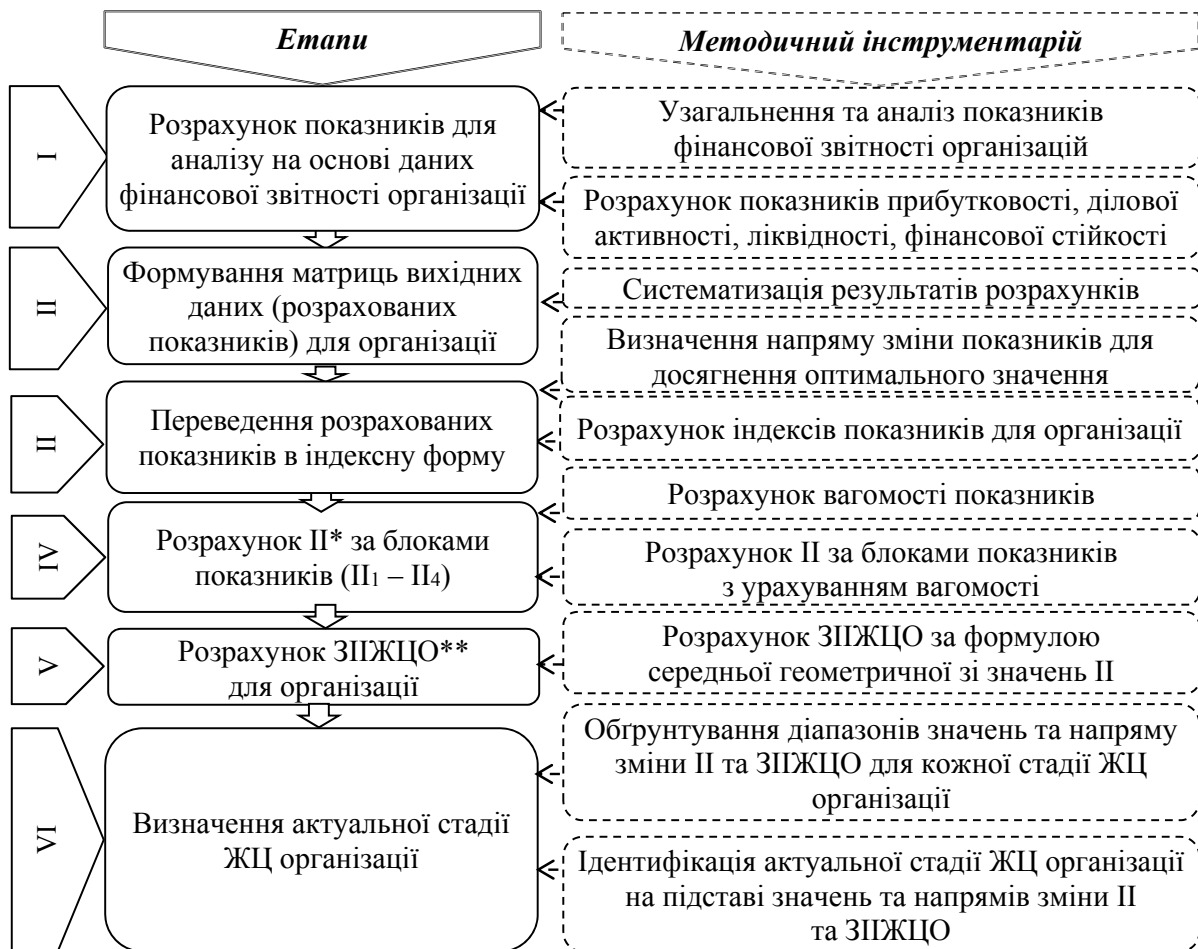 Етапи
Методичний інструментарій
I
Розрахунок показників для
аналізу на основі даних
фінансової звітності організації
Узагальнення та аналіз показників
фінансової звітності організацій
Розрахунок показників прибутковості, ділової
активності, ліквідності, фінансової стійкості
II
Формування матриць вихідних
даних (розрахованих
показників) для організації
Систематизація результатів розрахунків
Визначення напряму зміни показників для
досягнення оптимального значення
II
Переведення розрахованих
показників в індексну форму
Розрахунок індексів показників для організації
Розрахунок вагомості показників
IV
Розрахунок ІІ* за блоками
показників (ІІ1 – ІІ4)
Розрахунок ІІ за блоками показників
з урахуванням вагомості
V
Розрахунок ЗІІЖЦО**
для організації
Розрахунок ЗІІЖЦО за формулою
середньої геометричної зі значень ІІ
VI
Визначення актуальної стадії
ЖЦ організації
Обґрунтування діапазонів значень та напряму
зміни ІІ та ЗІІЖЦО для кожної стадії ЖЦ
організації
Ідентифікація актуальної стадії ЖЦ організації
на підставі значень та напрямів зміни ІІ
та ЗІІЖЦО